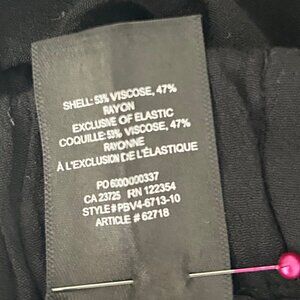 SHELL: 53% VISCOSE, 47%
RAYON
EXCLUSIVE OF ELASTIC
COQUILLE: 53% VISCOSE, 47%
RAYONNE
À L'EXCLUSION DE L'ÉLASTIQUE
PO 6000000337
CA 23725 RN 122354
STYLE # PBV4-6713-10
ARTICLE # 62718